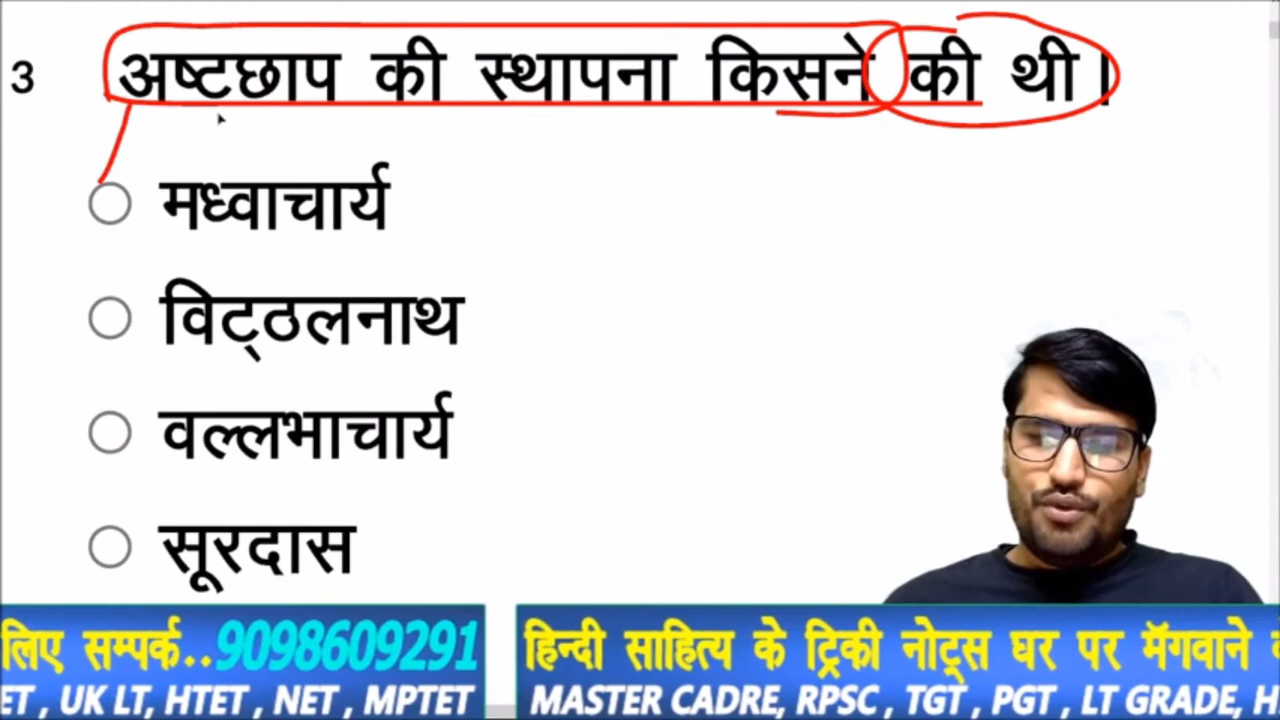 3 अष्टछाप की स्थापना किसने की थी।
मध्वाचार्य
विट्ठलनाथ
वल्लभाचार्य
सूरदास
लिए सम्पर्क..9098609291
हिन्दी साहित्य के ट्रिकी नोट्स घर पर मॅगवाने
ET , UK LT, HTET , NET , MPTET
MASTER CADRE, RPSC , TGT , PGT , LT GRADE, H